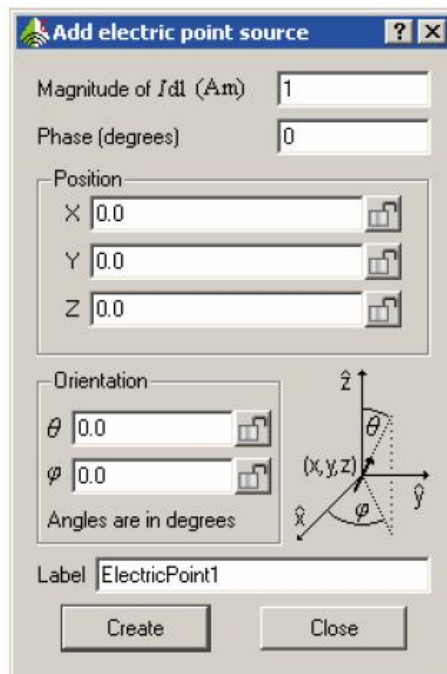 Add electric point source
Magnitude of Idl (Am) 1
Phase (degrees) 0
Position
X 0.0
Y 0.0
Z 0.0
Orientation
θ 0.0
φ 0.0
Angles are in degrees
ẑ
θ
(x,y,z)
ŷ
x̂
φ
Label ElectricPoint1
Create Close